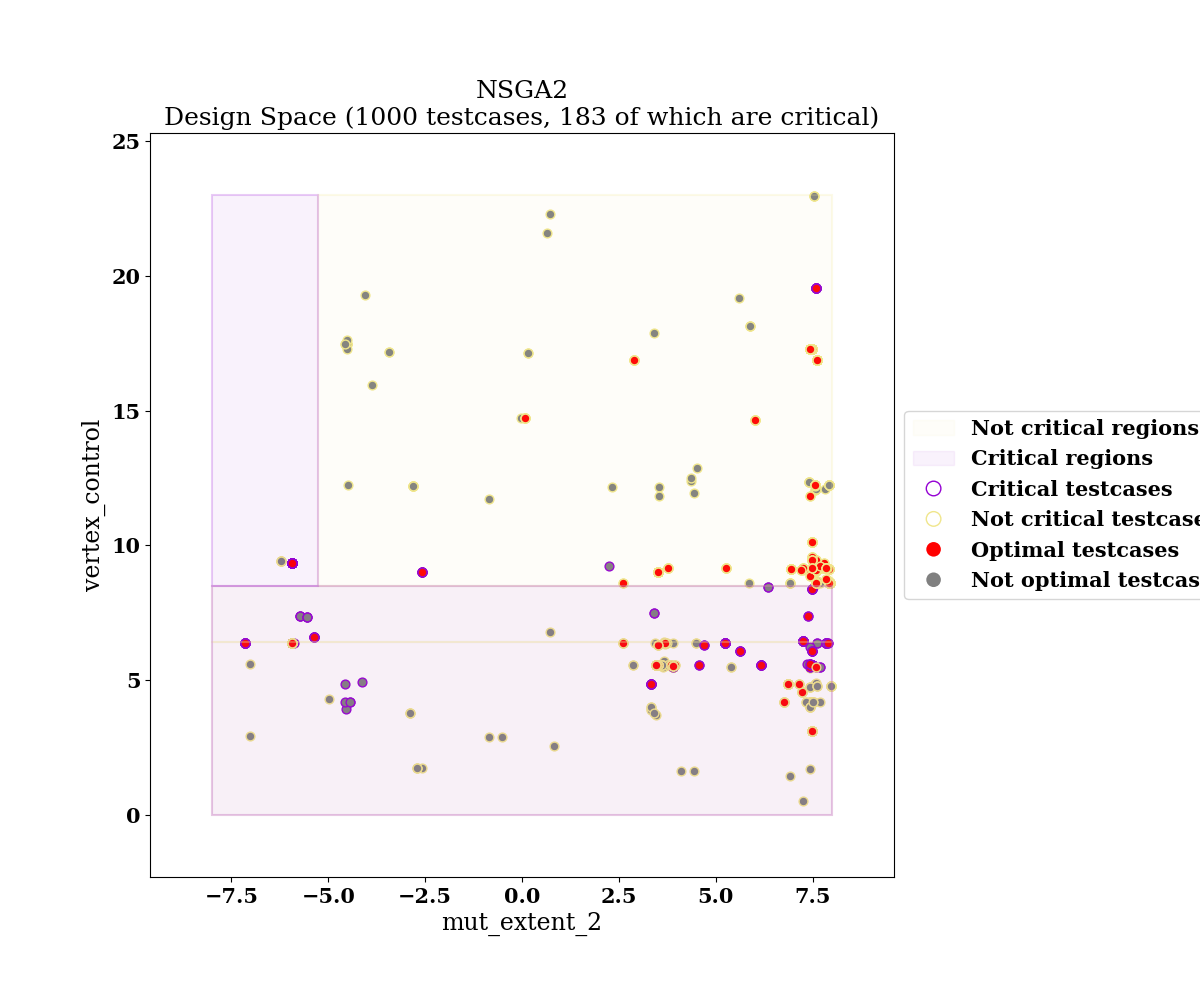 NSGA2
Design Space (1000 testcases, 183 of which are critical)
25
20
15
10
5
0
vertex_control
−7.5 −5.0 −2.5 0.0 2.5 5.0 7.5
mut_extent_2
Not critical regions
Critical regions
Critical testcases
Not critical testcase
Optimal testcases
Not optimal testcas